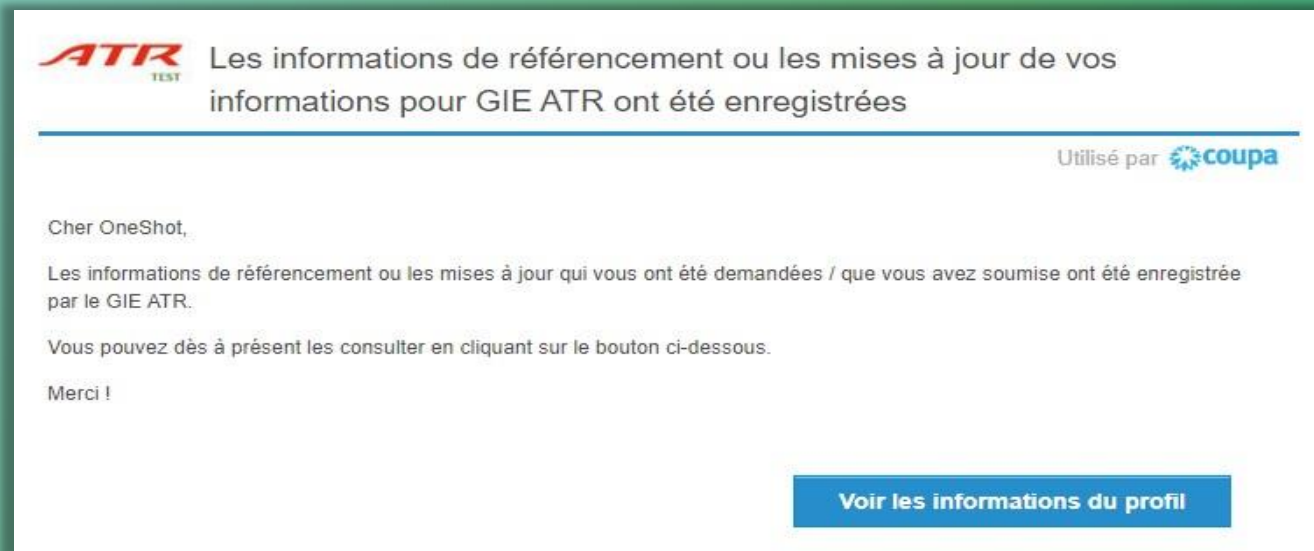 ATR
TEST
Les informations de référencement ou les mises à jour de vos
informations pour GIE ATR ont été enregistrées
Utilisé par coupa
Cher OneShot,
Les informations de référencement ou les mises à jour qui vous ont été demandées / que vous avez soumise ont été enregistrée
par le GIE ATR.
Vous pouvez dès à présent les consulter en cliquant sur le bouton ci-dessous.
Merci !
Voir les informations du profil